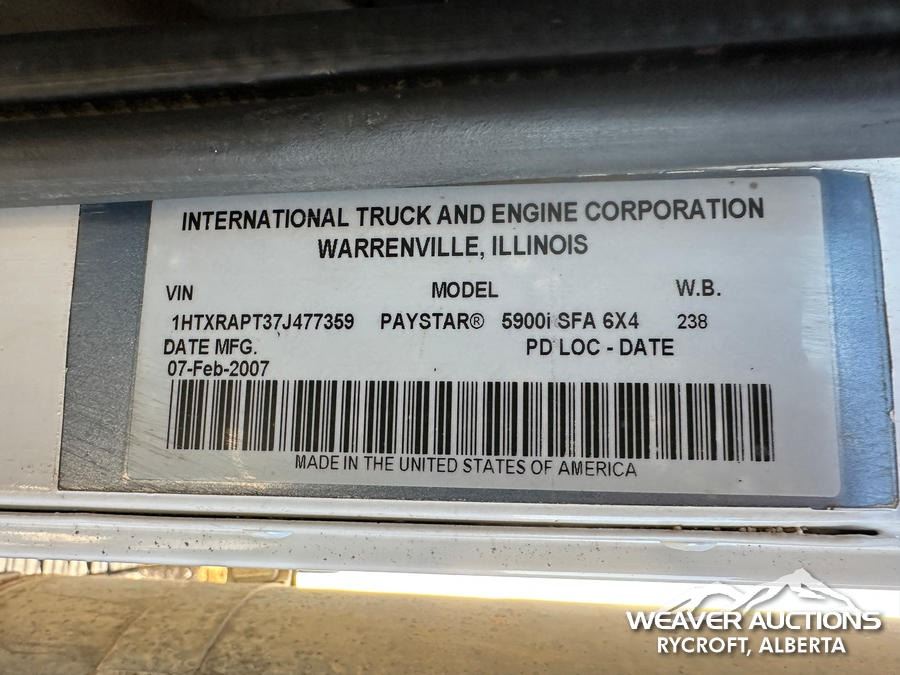 INTERNATIONAL TRUCK AND ENGINE CORPORATION
WARRENVILLE, ILLINOIS
VIN MODEL W.B.
1HTXRAPT37J477359 PAYSTAR® 5900i SFA 6X4 238
DATE MFG. PD LOC - DATE
07-Feb-2007
MADE IN THE UNITED STATES OF AMERICA
WEAVER AUCTIONS
RYCROFT, ALBERTA